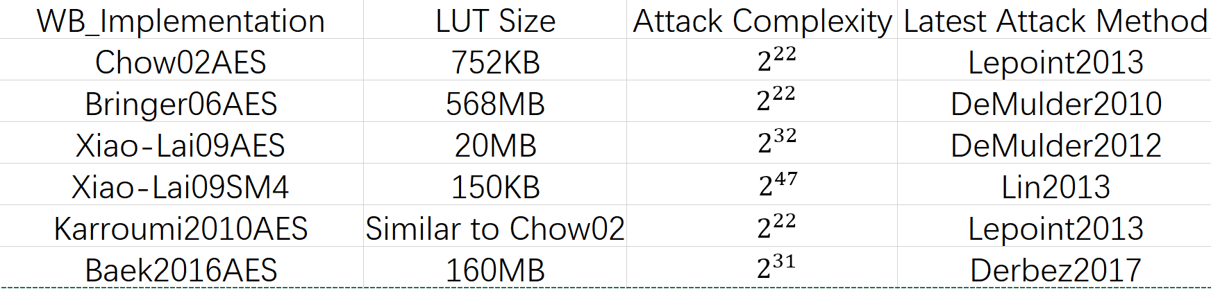 WB_Implementation LUT Size Attack Complexity Latest Attack Method
Chow02AES 752KB 2^22 Lepoint2013
Bringer06AES 568MB 2^22 DeMulder2010
Xiao-Lai09AES 20MB 2^32 DeMulder2012
Xiao-Lai09SM4 150KB 2^47 Lin2013
Karroumi2010AES Similar to Chow02 2^22 Lepoint2013
Baek2016AES 160MB 2^31 Derbez2017